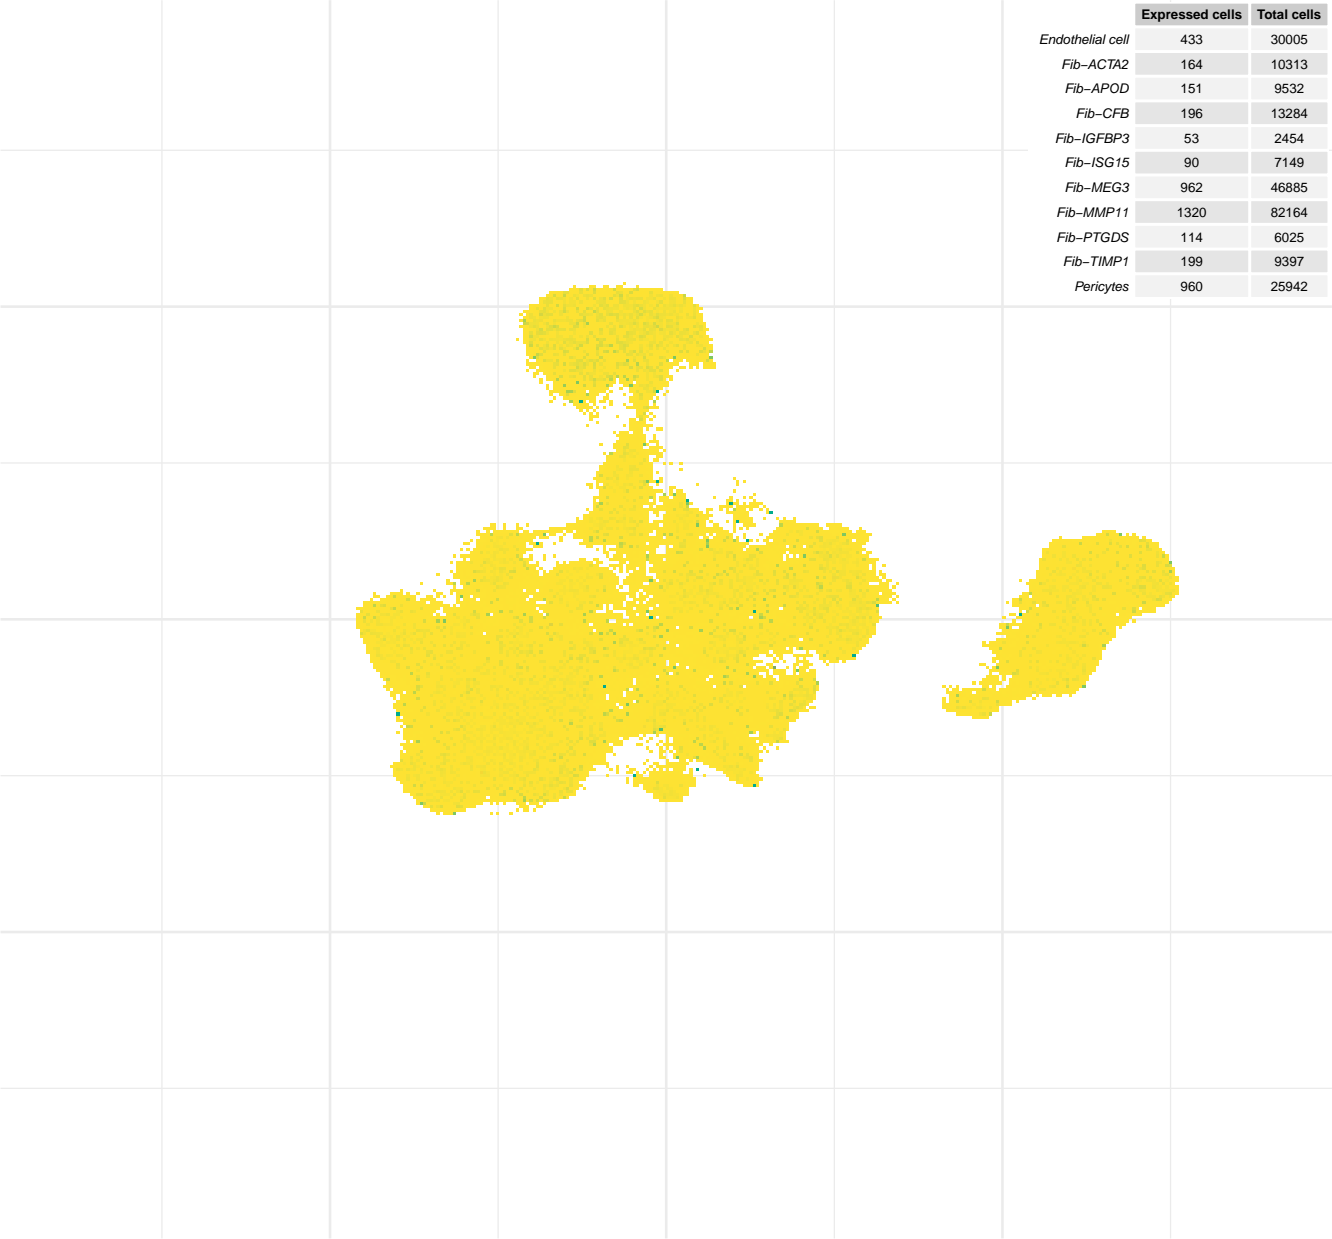 Expressed cells Total cells
Endothelial cell 433 30005
Fib−ACTA2 164 10313
Fib−APOD 151 9532
Fib−CFB 196 13284
Fib−IGFBP3 53 2454
Fib−ISG15 90 7149
Fib−MEG3 962 46885
Fib−MMP11 1320 82164
Fib−PTGDS 114 6025
Fib−TIMP1 199 9397
Pericytes 960 25942